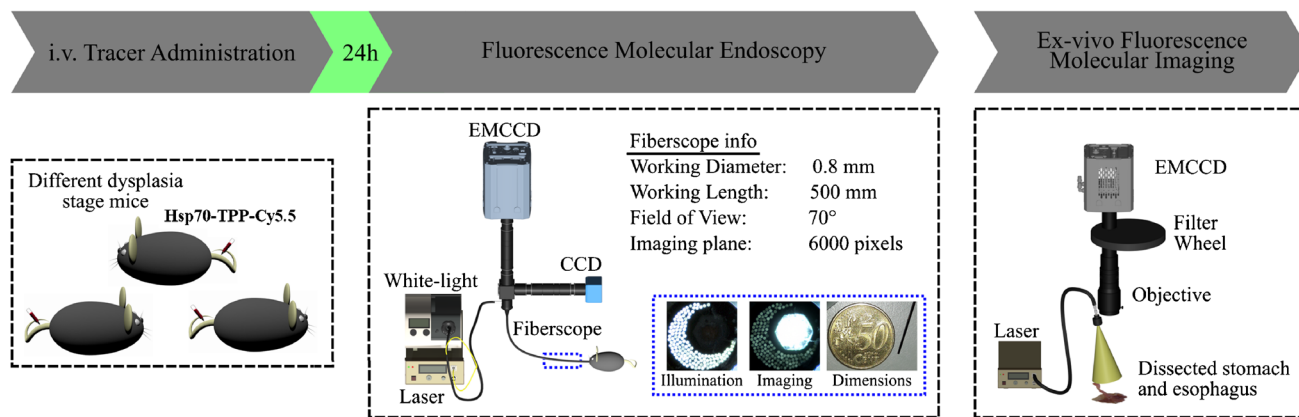 i.v. Tracer Administration
24h
Fluorescence Molecular Endoscopy
Ex-vivo Fluorescence
Molecular Imaging
Different dysplasia
stage mice
Hsp70-TPP-Cy5.5
EMCCD
CCD
White-light
Fiberscope
Laser
Fiberscope info
Working Diameter: 0.8 mm
Working Length: 500 mm
Field of View: 70°
Imaging plane: 6000 pixels
Illumination
Imaging
50
Dimensions
EMCCD
Filter
Wheel
Objective
Laser
Dissected stomach
and esophagus